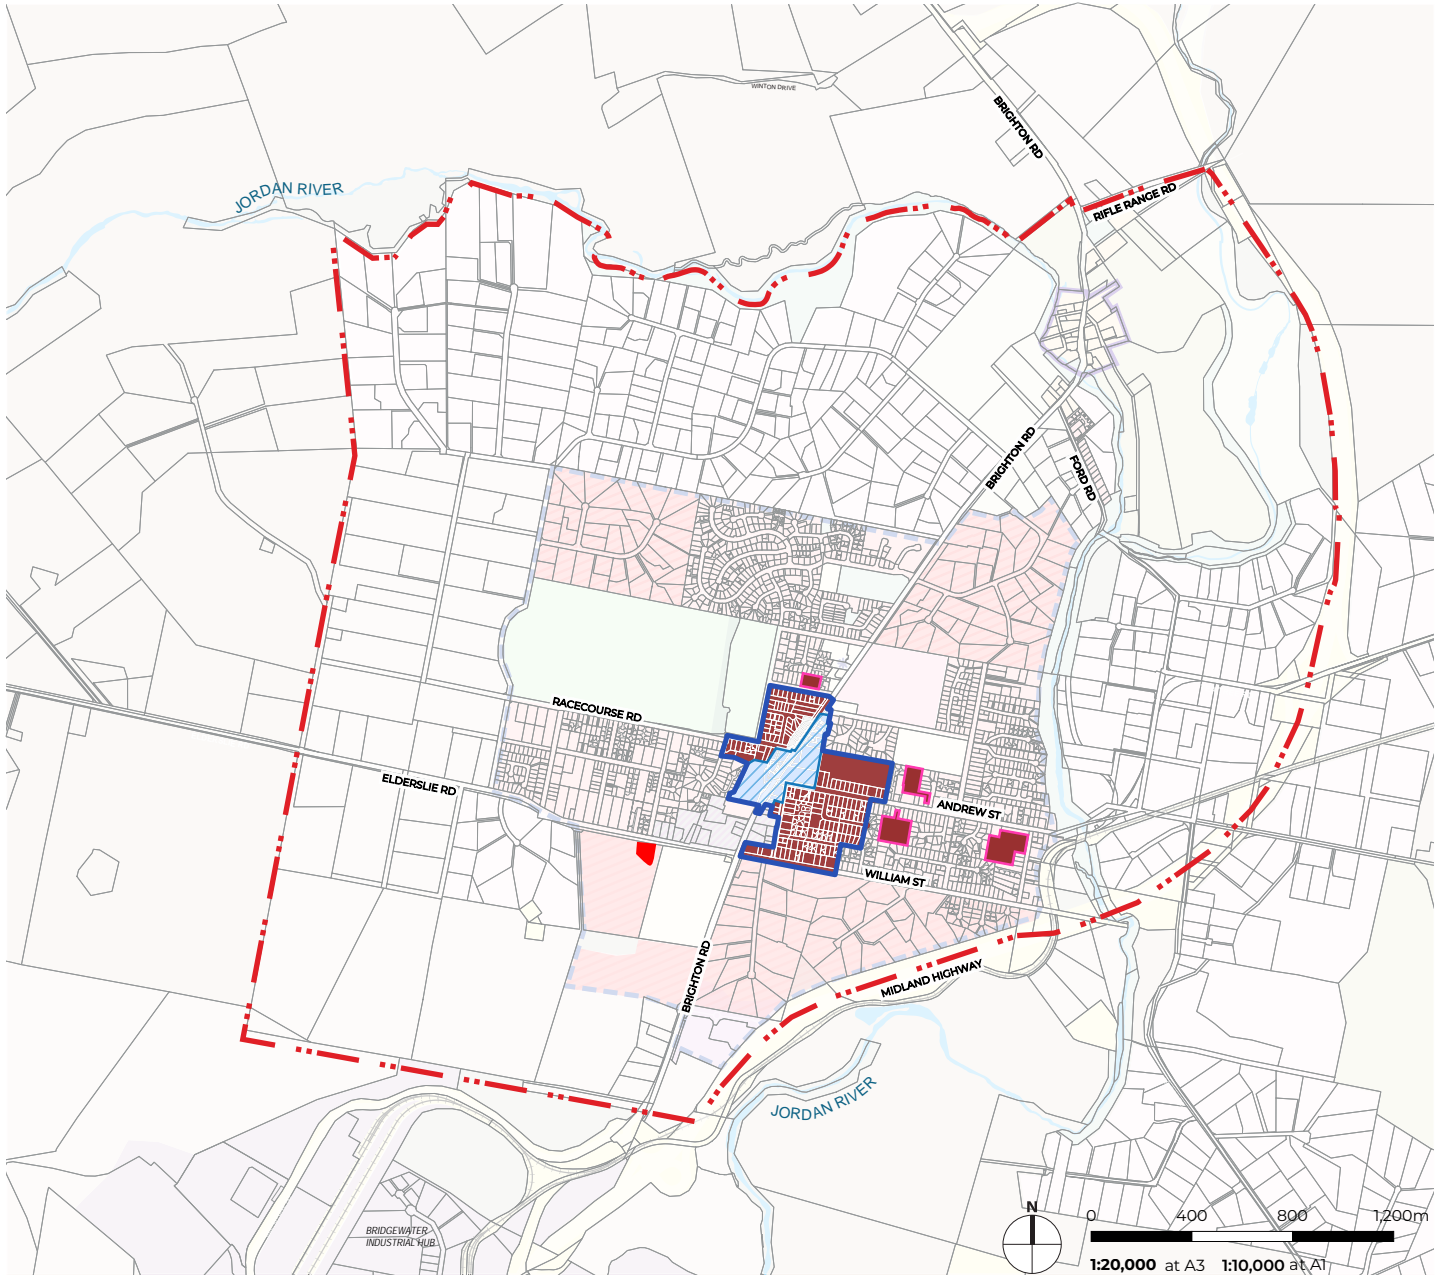 WINTON DRIVE
BRIGHTON RD
JORDAN RIVER
RIFLE RANGE RD
BRIGHTON RD
FORD RD
RACECOURSE RD
ELDERSLIE RD
ANDREW ST
WILLIAM ST
BRIGHTON RD
MIDLAND HIGHWAY
JORDAN RIVER
BRIDGEWATER
INDUSTRIAL HUB
N
0 400 800 1,200m
1:20,000 at A3 1:10,000 at A1